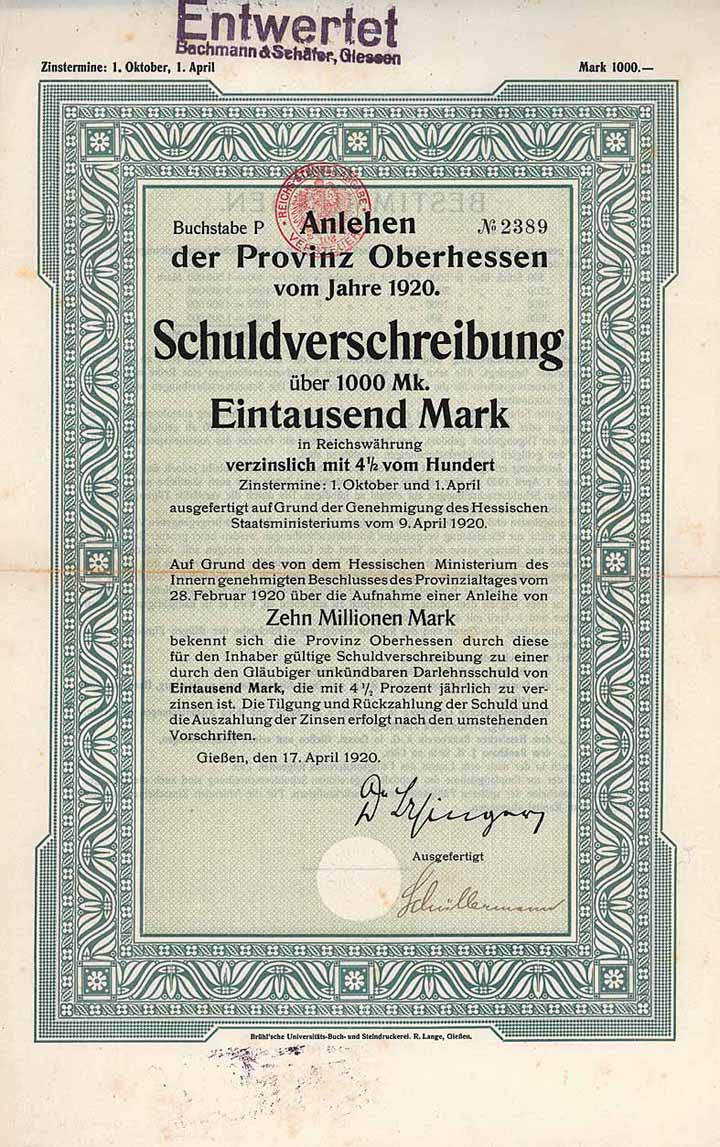 Entwertet
Bachmann & Schäfer, Giessen
Zinstermine: 1. Oktober, 1. April
Mark 1000.—
REICHS-STEMPELABGABE
VERSTEUERT
Buchstabe P
Anlehen
№ 2389
der Provinz Oberhessen
vom Jahre 1920.
Schuldverschreibung
über 1000 Mk.
Eintausend Mark
in Reichswährung
verzinslich mit 4½ vom Hundert
Zinstermine: 1. Oktober und 1. April
ausgefertigt auf Grund der Genehmigung des Hessischen
Staatsministeriums vom 9. April 1920.
Auf Grund des von dem Hessischen Ministerium des
Innern genehmigten Beschlusses des Provinzialtages vom
28. Februar 1920 über die Aufnahme einer Anleihe von
Zehn Millionen Mark
bekennt sich die Provinz Oberhessen durch diese
für den Inhaber gültige Schuldverschreibung zu einer
durch den Gläubiger unkündbaren Darlehnsschuld von
Eintausend Mark, die mit 4½ Prozent jährlich zu ver-
zinsen ist. Die Tilgung und Rückzahlung der Schuld und
die Auszahlung der Zinsen erfolgt nach den umstehenden
Vorschriften.
Gießen, den 17. April 1920.
Ausgefertigt
Schüllermann
Brühl'sche Universitäts-Buch- und Steindruckerei. R. Lange, Gießen.